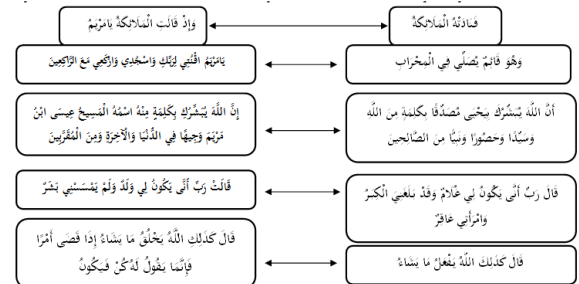 فَنَادَتْهُ الْمَلَائِكَةُ
وَإِذْ قَالَتِ الْمَلَائِكَةُ يَامَرْيَمُ
وَهُوَ قَائِمٌ يُصَلِّي فِي الْمِحْرَابِ
يَامَرْيَمُ اقْنُتِي لِرَبِّكِ وَاسْجُدِي وَارْكَعِي مَعَ الرَّاكِعِينَ
أَنَّ اللَّهَ يُبَشِّرُكَ بِيَحْيَى مُصَدِّقًا بِكَلِمَةٍ مِنَ اللَّهِ
وَسَيِّدًا وَحَصُورًا وَنَبِيًّا مِنَ الصَّالِحِينَ
إِنَّ اللَّهَ يُبَشِّرُكِ بِكَلِمَةٍ مِنْهُ اسْمُهُ الْمَسِيحُ عِيسَى ابْنُ
مَرْيَمَ وَجِيهًا فِي الدُّنْيَا وَالْآخِرَةِ وَمِنَ الْمُقَرَّبِينَ
قَالَ رَبِّ أَنَّى يَكُونُ لِي غُلَامٌ وَقَدْ بَلَغَنِيَ الْكِبَرُ
وَامْرَأَتِي عَاقِرٌ
قَالَتْ رَبِّ أَنَّى يَكُونُ لِي وَلَدٌ وَلَمْ يَمْسَسْنِي بَشَرٌ
قَالَ كَذَلِكَ اللَّهُ يَفْعَلُ مَا يَشَاءُ
قَالَ كَذَلِكِ اللَّهُ يَخْلُقُ مَا يَشَاءُ إِذَا قَضَى أَمْرًا
فَإِنَّمَا يَقُولُ لَهُ كُنْ فَيَكُونُ